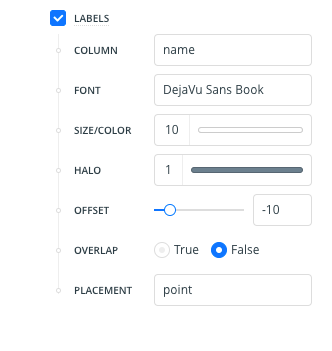 LABELS
COLUMN name
FONT DejaVu Sans Book
SIZE/COLOR 10
HALO 1
OFFSET -10
OVERLAP True False
PLACEMENT point